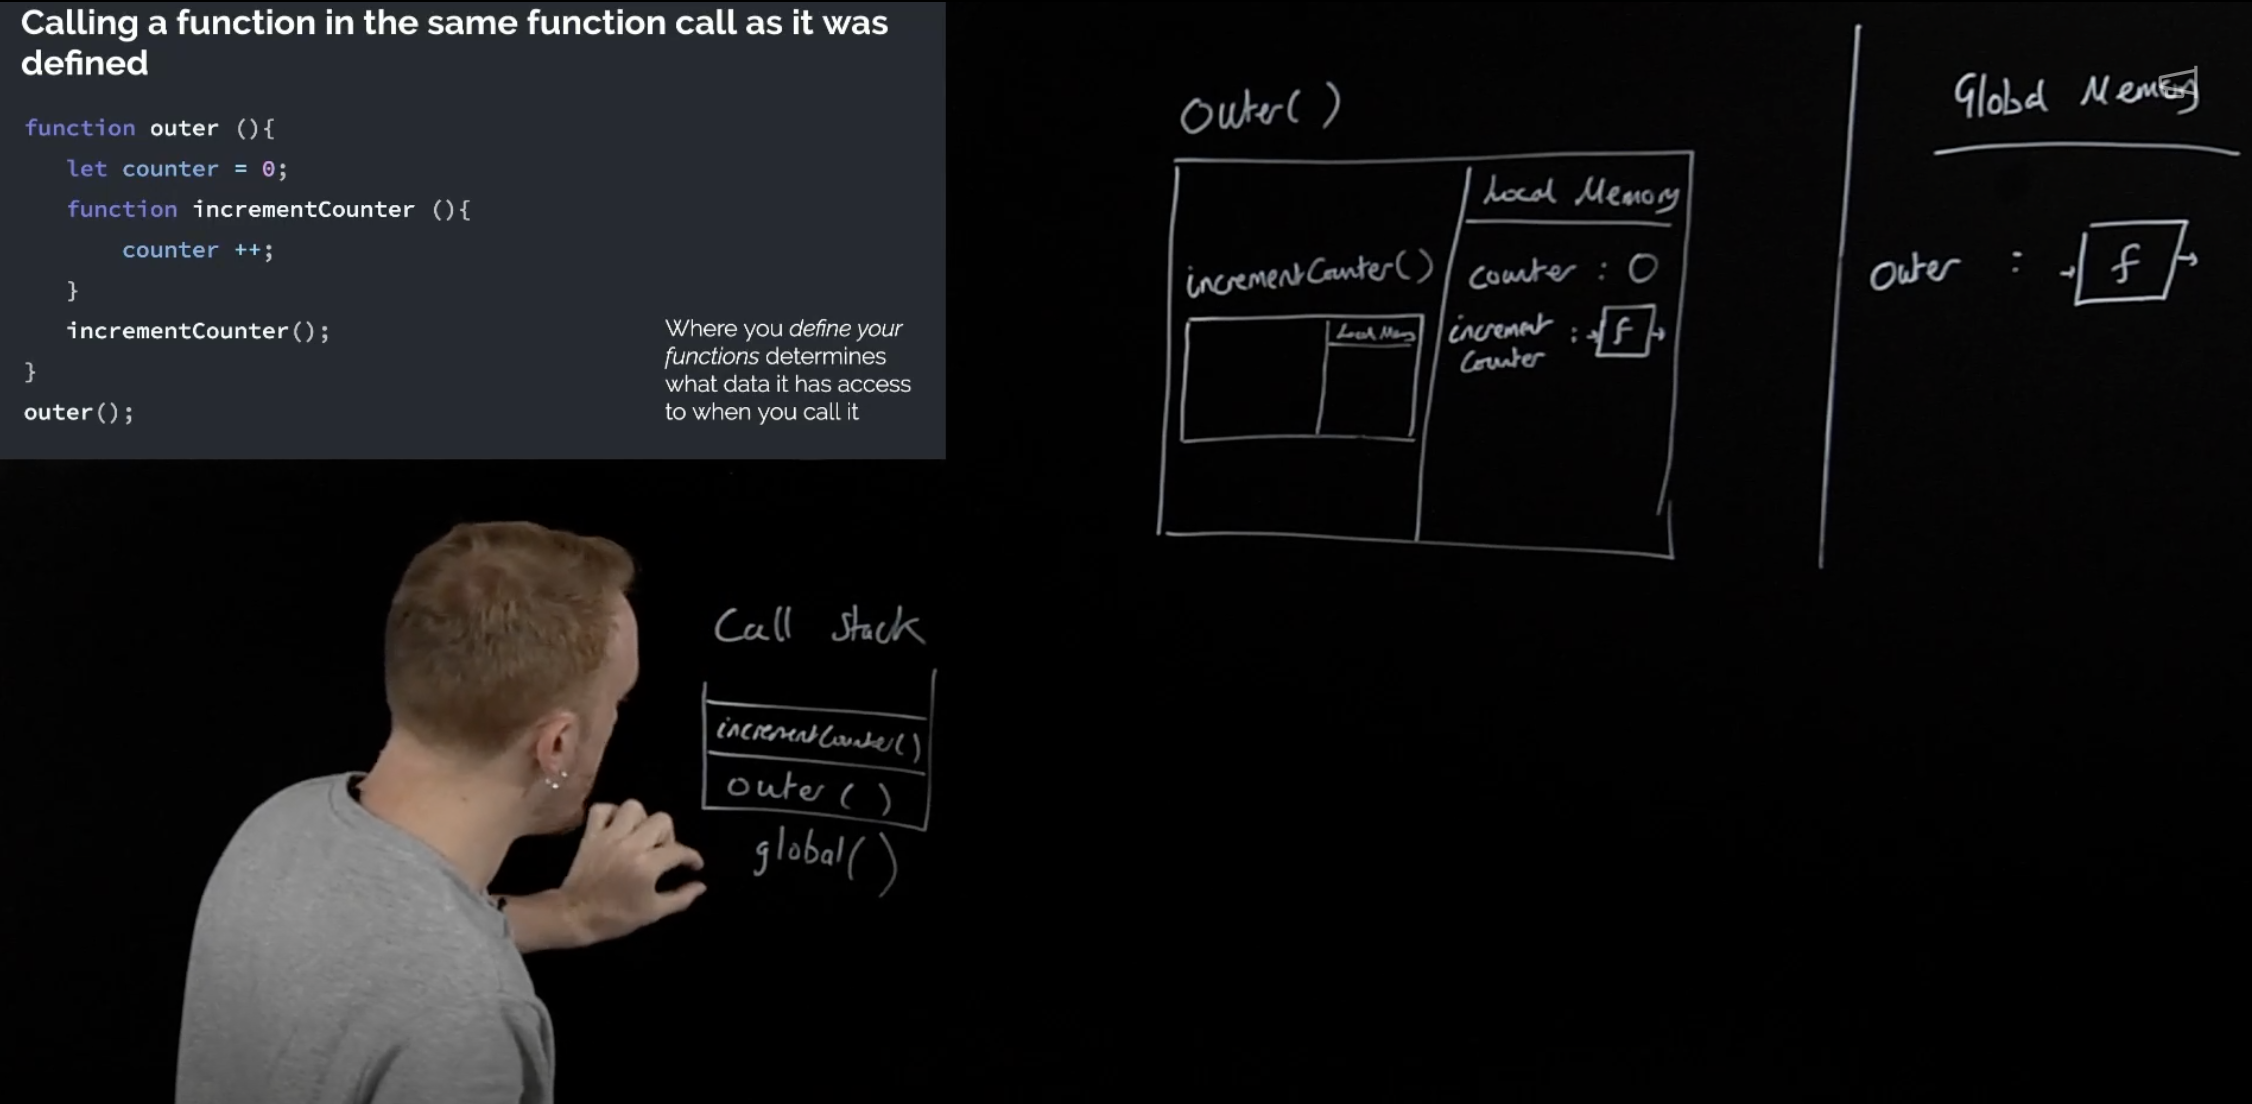 Calling a function in the same function call as it was
defined
function outer (){
let counter = 0;
function incrementCounter (){
counter ++;
}
incrementCounter();
}
outer();
Where you define your
functions determines
what data it has access
to when you call it
Outer()
Local Memory
incrementCounter()
counter : 0
Local Mem
increment : f
Counter
Global Memory
Outer : f
Call Stack
incrementCounter()
outer()
global()